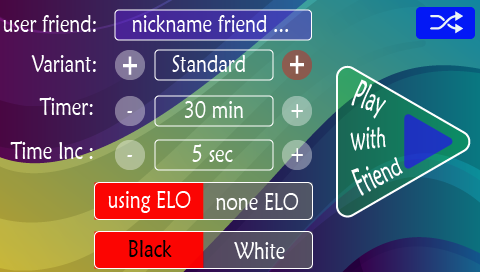 user friend: nickname friend ...
Variant: + Standard +
Timer: - 30 min +
Time Inc : - 5 sec +
using ELO none ELO
Black White
Play
with
Friend